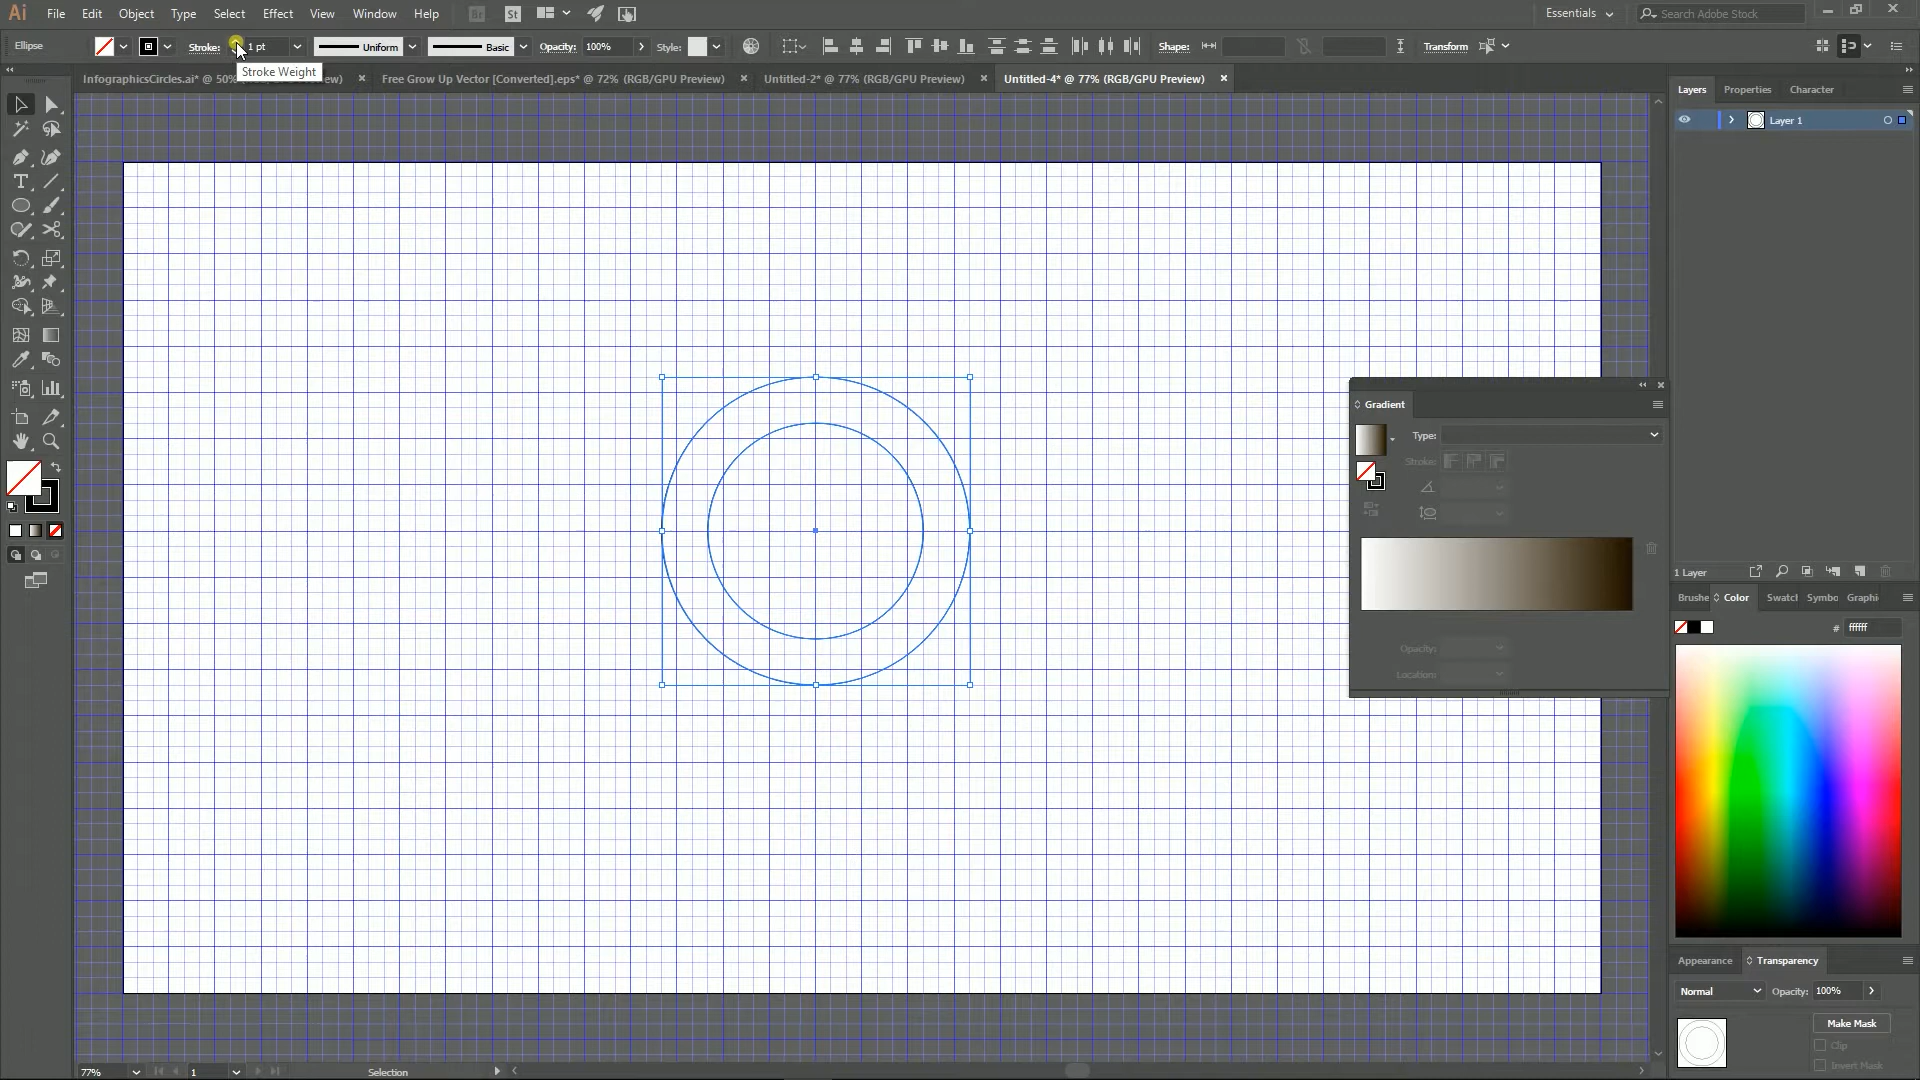 Ai File Edit Object Type Select Effect View Window Help Br St Essentials Search Adobe Stock
Ellipse Stroke: 1 pt Uniform Basic Opacity: 100% Style: Shape: Transform
Stroke Weight
InfographicsCircles.ai* @ 50% view) Free Grow Up Vector [Converted].eps* @ 72% (RGB/GPU Preview) Untitled-2* @ 77% (RGB/GPU Preview) Untitled-4* @ 77% (RGB/GPU Preview)
Layers Properties Character
Layer 1
Gradient
Type:
Stroke:
Opacity:
Location:
1 Layer
Brushe Color Swatcl Symbo Graphi
# ffffff
Appearance Transparency
Normal Opacity: 100%
Make Mask
Clip
Invert Mask
77% 1 Selection